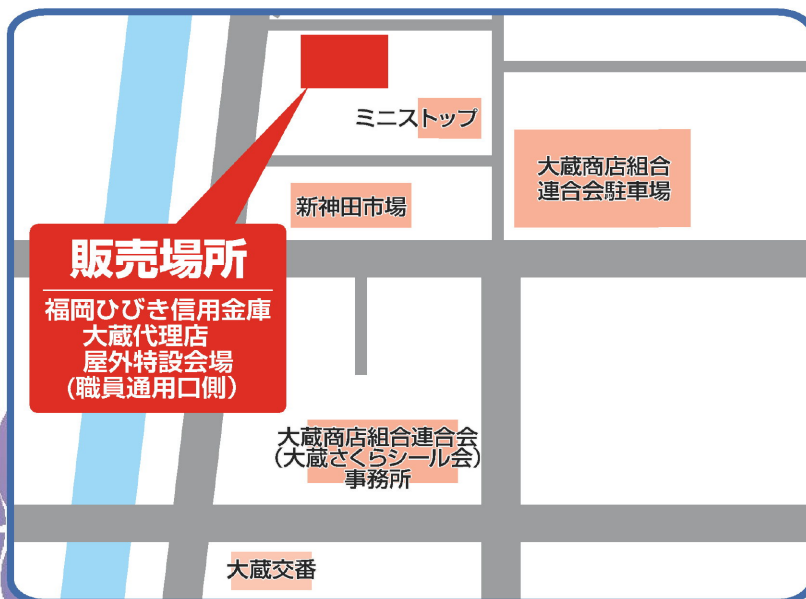 ミニストップ
大蔵商店組合
連合会駐車場
新神田市場
販売場所
福岡ひびき信用金庫
大蔵代理店
屋外特設会場
(職員通用口側)
大蔵商店組合連合会
(大蔵さくらシール会)
事務所
大蔵交番